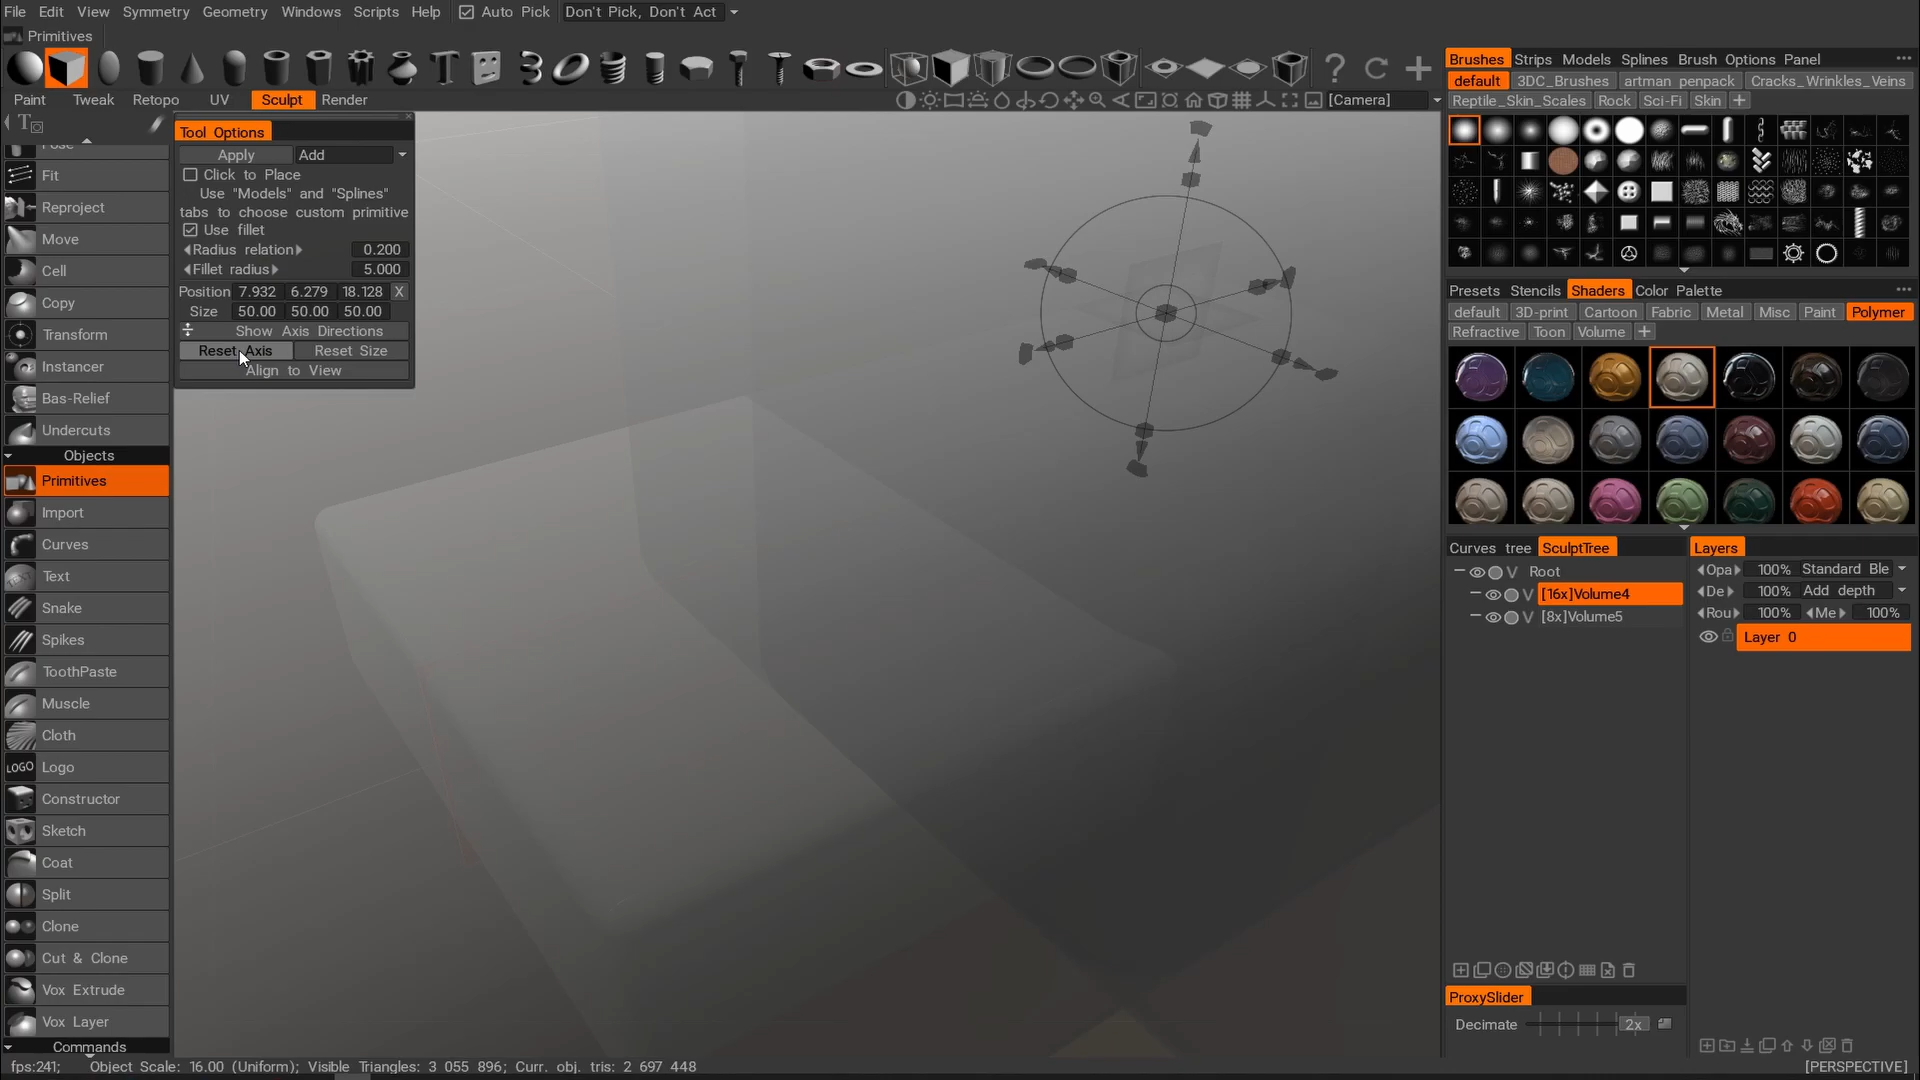 File Edit View Symmetry Geometry Windows Scripts Help Auto Pick Don't Pick, Don't Act
Primitives
Paint Tweak Retopo UV Sculpt Render [Camera]
Tool Options
Apply Add
Click to Place
Use "Models" and "Splines"
tabs to choose custom primitive
Use fillet
Radius relation 0.200
Fillet radius 5.000
Position 7.932 6.279 18.128 X
Size 50.00 50.00 50.00
Show Axis Directions
Reset Axis Reset Size
Align to View
Pose
Fit
Reproject
Move
Cell
Copy
Transform
Instancer
Bas-Relief
Undercuts
Objects
Primitives
Import
Curves
Text
Snake
Spikes
ToothPaste
Muscle
Cloth
LOGO Logo
Constructor
Sketch
Coat
Split
Clone
Cut & Clone
Vox Extrude
Vox Layer
Commands
Brushes Strips Models Splines Brush Options Panel
default 3DC_Brushes artman penpack Cracks_Wrinkles_Veins
Reptile_Skin_Scales Rock Sci-Fi Skin
Presets Stencils Shaders Color Palette
default 3D-print Cartoon Fabric Metal Misc Paint Polymer
Refractive Toon Volume
Curves tree SculptTree
V Root
V [16x]Volume4
V [8x]Volume5
Layers
Opa 100% Standard Ble
De 100% Add depth
Rou 100% Me 100%
Layer 0
ProxySlider
Decimate 2x
fps:241; Object Scale: 16.00 (Uniform); Visible Triangles: 3 055 896; Curr. obj. tris: 2 697 448 [PERSPECTIVE]